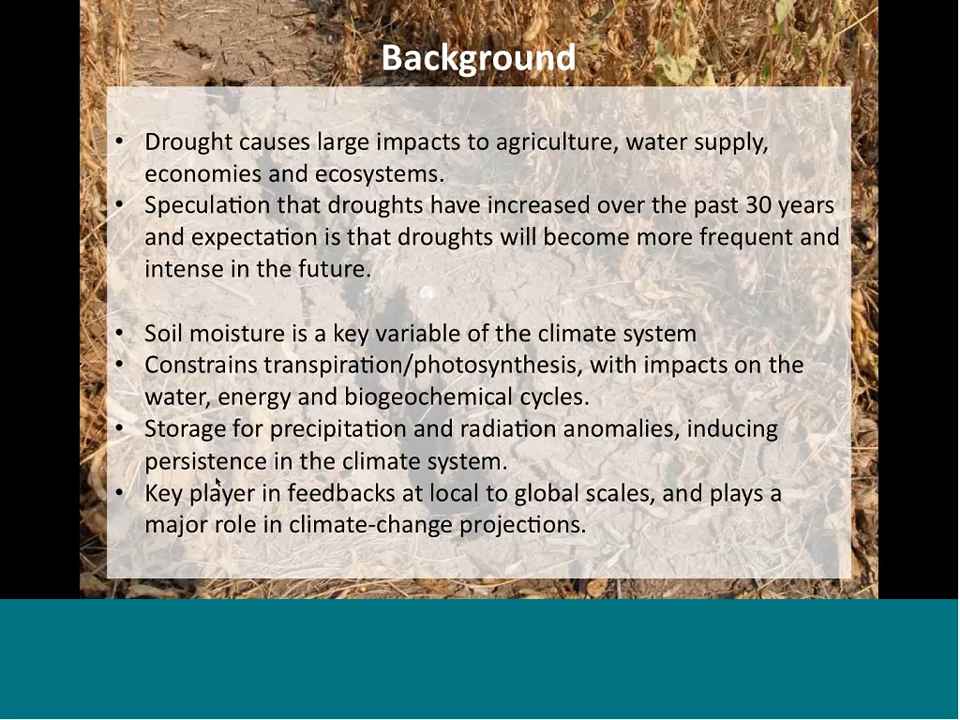 Background
• Drought causes large impacts to agriculture, water supply,
economies and ecosystems.
• Speculation that droughts have increased over the past 30 years
and expectation is that droughts will become more frequent and
intense in the future.
• Soil moisture is a key variable of the climate system
• Constrains transpiration/photosynthesis, with impacts on the
water, energy and biogeochemical cycles.
• Storage for precipitation and radiation anomalies, inducing
persistence in the climate system.
• Key player in feedbacks at local to global scales, and plays a
major role in climate-change projections.